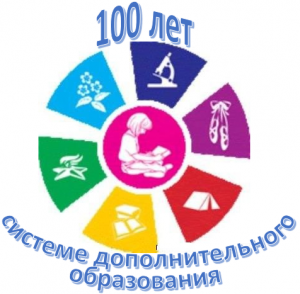 100 лет
системе дополнительного
образования